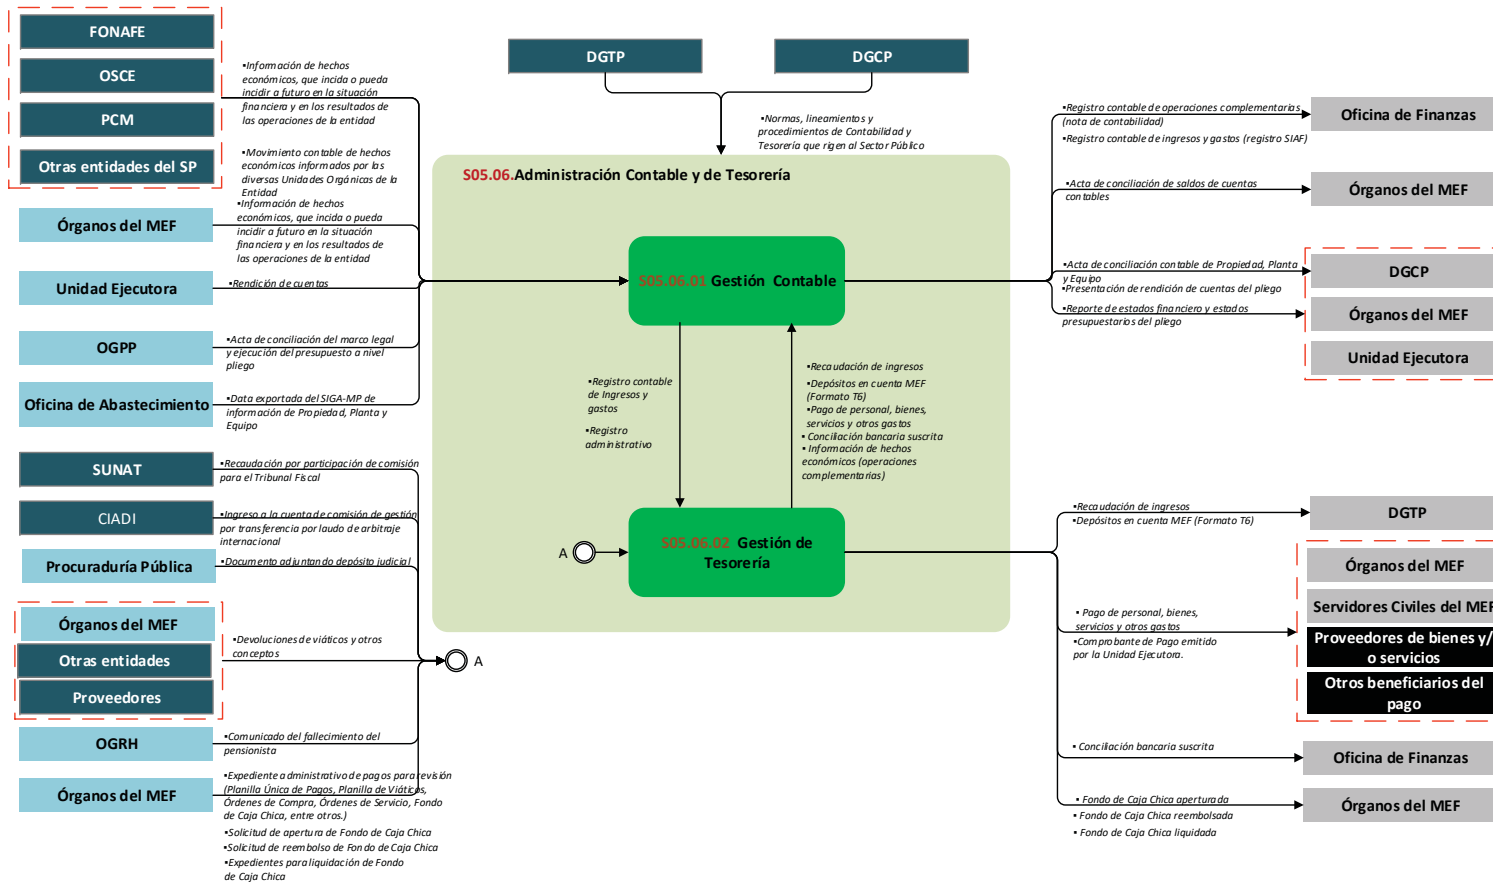 FONAFE
OSCE
PCM
Otras entidades del SP
▪Información de hechos
económicos, que incida o pueda
incidir a futuro en la situación
financiera y en los resultados de
las operaciones de la entidad
▪Movimiento contable de hechos
económicos informados por las
diversas Unidades Orgánicas de la
Entidad
Órganos del MEF
▪Información de hechos
económicos, que incida o pueda
incidir a futuro en la situación
financiera y en los resultados de
las operaciones de la entidad
Unidad Ejecutora
▪Rendición de cuentas
OGPP
▪Acta de conciliación del marco legal
y ejecución del presupuesto a nivel
pliego
Oficina de Abastecimiento
▪Data exportada del SIGA-MP de
información de Propiedad, Planta y
Equipo
SUNAT
▪Recaudación por participación de comisión
para el Tribunal Fiscal
CIADI
▪Ingreso a la cuenta de comisión de gestión
por transferencia por laudo de arbitraje
internacional
Procuraduría Pública
▪Documento adjuntando depósito judicial
Órganos del MEF
Otras entidades
Proveedores
▪Devoluciones de viáticos y otros
conceptos
A
OGRH
▪Comunicado del fallecimiento del
pensionista
Órganos del MEF
▪Expediente administrativo de pagos para revisión
(Planilla Única de Pagos, Planilla de Viáticos,
Órdenes de Compra, Órdenes de Servicio, Fondo
de Caja Chica, entre otros.)
▪Solicitud de apertura de Fondo de Caja Chica
▪Solicitud de reembolso de Fondo de Caja Chica
▪Expedientes para liquidación de Fondo
de Caja Chica
DGTP
DGCP
▪Normas, lineamientos y
procedimientos de Contabilidad y
Tesorería que rigen al Sector Público
S05.06.Administración Contable y de Tesorería
S05.06.01 Gestión Contable
▪Registro contable
de Ingresos y
gastos
▪Registro
administrativo
▪Recaudación de ingresos
▪Depósitos en cuenta MEF
(Formato T6)
▪Pago de personal, bienes,
servicios y otros gastos
▪ Conciliación bancaria suscrita
▪ Información de hechos
económicos (operaciones
complementarias)
A
S05.06.02 Gestión de
Tesorería
▪Registro contable de operaciones complementarias
(nota de contabilidad)
▪Registro contable de ingresos y gastos (registro SIAF)
Oficina de Finanzas
▪Acta de conciliación de saldos de cuentas
contables
Órganos del MEF
▪Acta de conciliación contable de Propiedad, Planta
y Equipo
▪Presentación de rendición de cuentas del pliego
▪Reporte de estados financiero y estados
presupuestarios del pliego
DGCP
Órganos del MEF
Unidad Ejecutora
▪Recaudación de ingresos
▪Depósitos en cuenta MEF (Formato T6)
DGTP
▪ Pago de personal, bienes,
servicios y otros gastos
▪Comprobante de Pago emitido
por la Unidad Ejecutora.
Órganos del MEF
Servidores Civiles del MEF
Proveedores de bienes y/
o servicios
Otros beneficiarios del
pago
▪ Conciliación bancaria suscrita
Oficina de Finanzas
▪ Fondo de Caja Chica aperturada
▪ Fondo de Caja Chica reembolsada
▪ Fondo de Caja Chica liquidada
Órganos del MEF